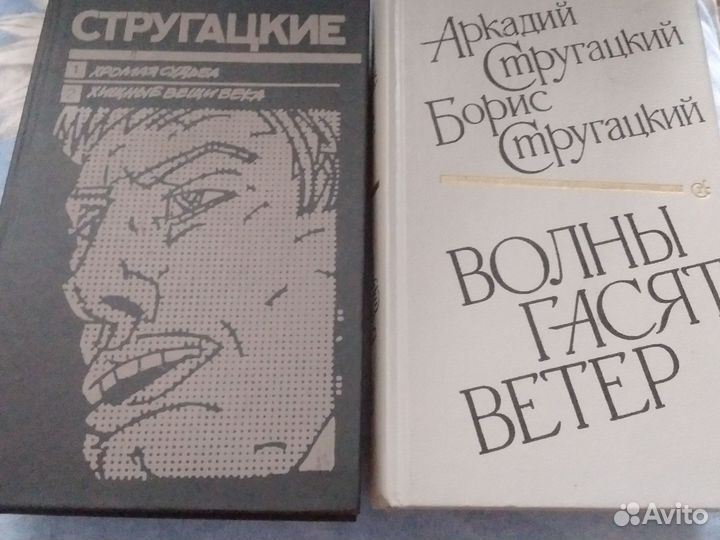 СТРУГАЦКИЕ
1 ХРОМАЯ СУДЬБА
2 ХИЩНЫЕ ВЕЩИ ВЕКА
Аркадий
Стругацкий
Борис
Стругацкий
ВОЛНЫ
ГАСЯТ
ВЕТЕР
Avito